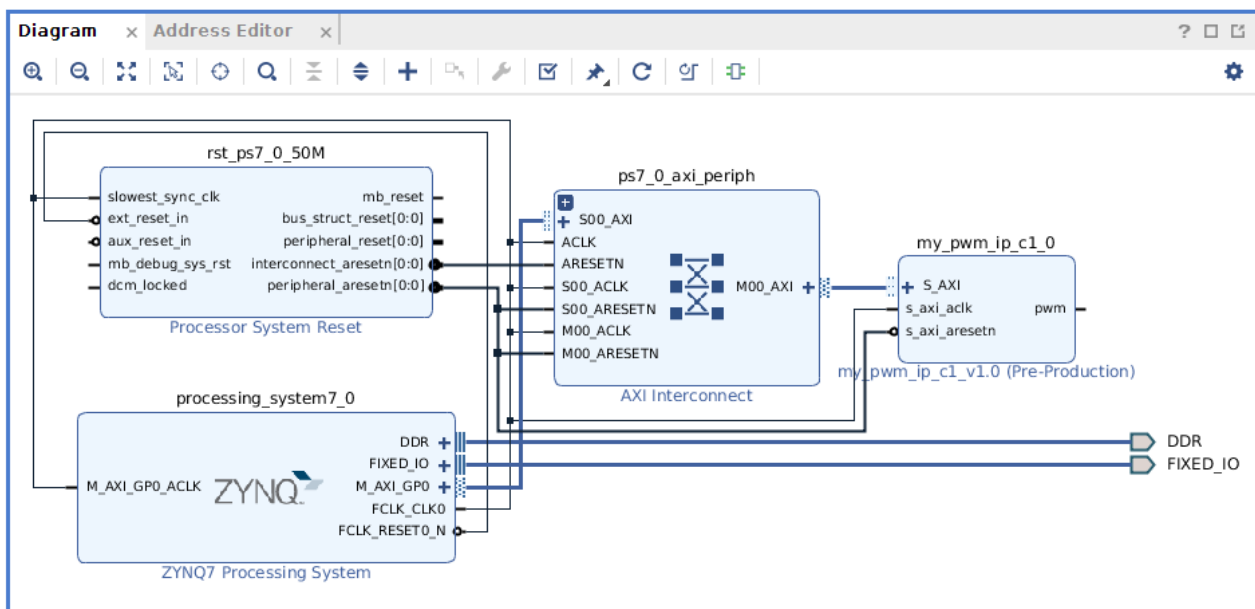 Diagram × Address Editor ×
rst_ps7_0_50M
slowest_sync_clk mb_reset
ext_reset_in bus_struct_reset[0:0]
aux_reset_in peripheral_reset[0:0]
mb_debug_sys_rst interconnect_aresetn[0:0]
dcm_locked peripheral_aresetn[0:0]
Processor System Reset
ps7_0_axi_periph
S00_AXI
ACLK
ARESETN
S00_ACLK M00_AXI
S00_ARESETN
M00_ACLK
M00_ARESETN
AXI Interconnect
my_pwm_ip_c1_0
S_AXI
s_axi_aclk pwm
s_axi_aresetn
my_pwm_ip_c1_v1.0 (Pre-Production)
processing_system7_0
DDR
FIXED_IO
M_AXI_GP0_ACLK ZYNQ M_AXI_GP0
FCLK_CLK0
FCLK_RESET0_N
ZYNQ7 Processing System
DDR
FIXED_IO